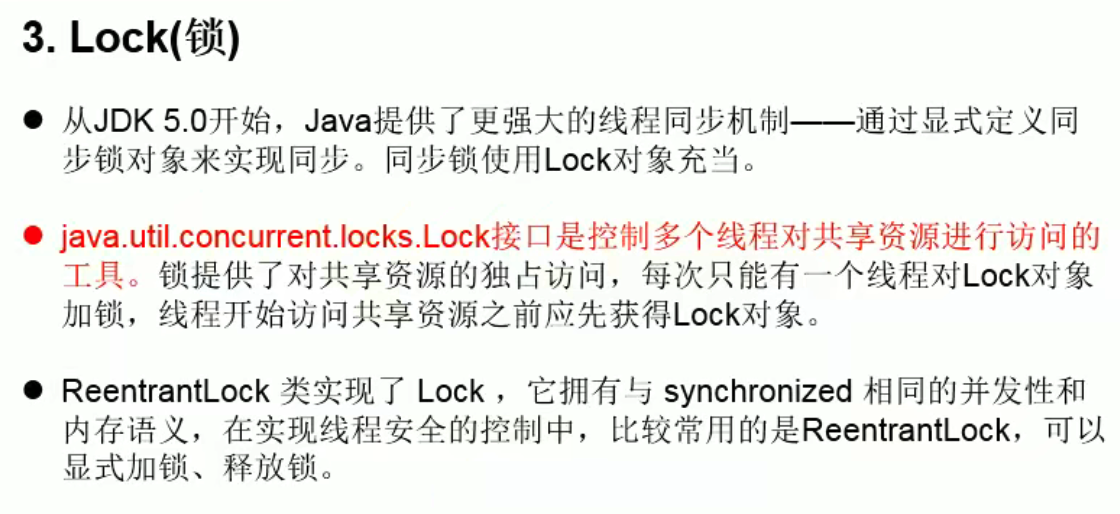 3. Lock(锁)
● 从JDK 5.0开始，Java提供了更强大的线程同步机制——通过显式定义同
步锁对象来实现同步。同步锁使用Lock对象充当。
● java.util.concurrent.locks.Lock接口是控制多个线程对共享资源进行访问的
工具。锁提供了对共享资源的独占访问，每次只能有一个线程对Lock对象
加锁，线程开始访问共享资源之前应先获得Lock对象。
● ReentrantLock 类实现了 Lock ，它拥有与 synchronized 相同的并发性和
内存语义，在实现线程安全的控制中，比较常用的是ReentrantLock，可以
显式加锁、释放锁。